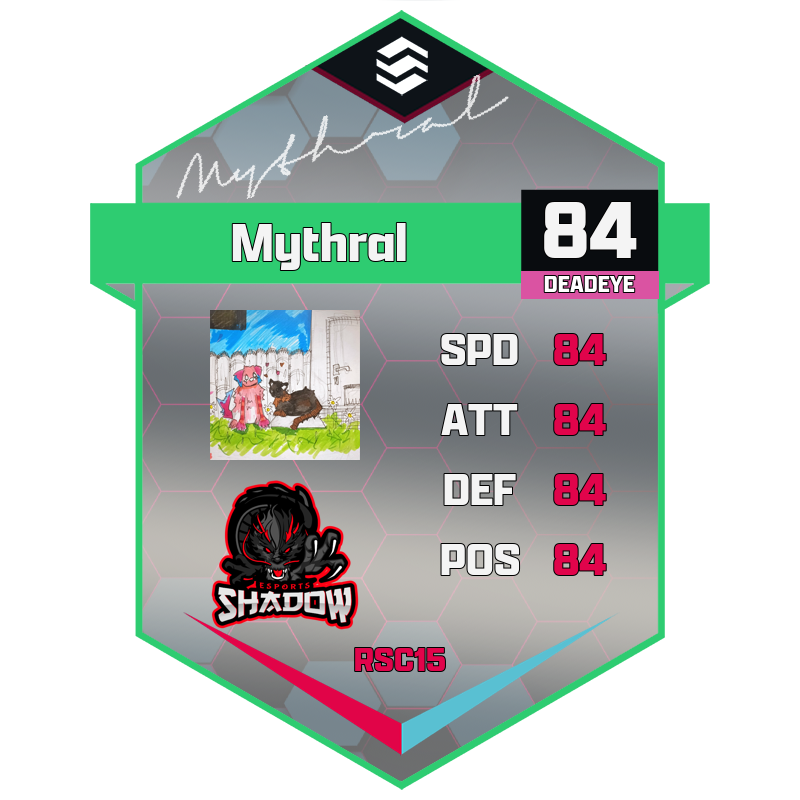 Mythral
Mythral
84
DEADEYE
SPD 84
ATT 84
DEF 84
POS 84
ESPORTS
SHADOW
RSC15